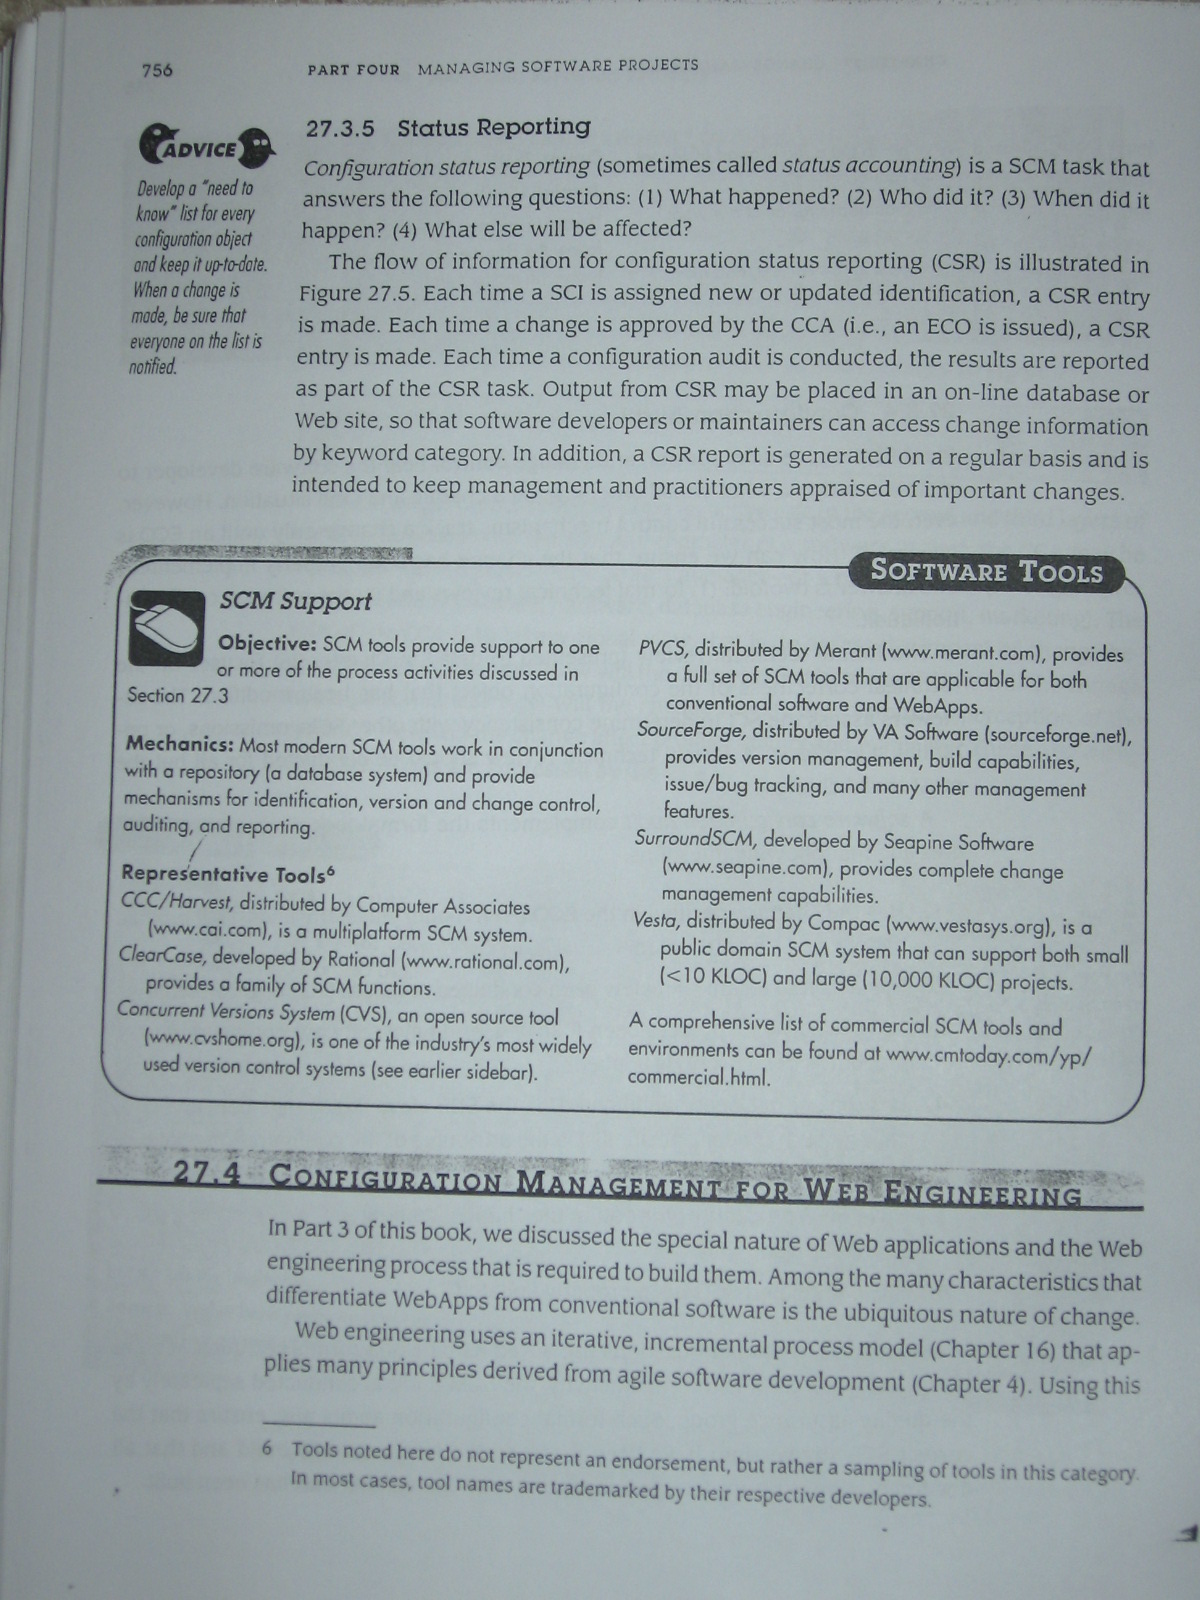 756
PART FOUR MANAGING SOFTWARE PROJECTS
ADVICE
Develop a "need to
know" list for every
configuration object
and keep it up-to-date.
When a change is
made, be sure that
everyone on the list is
notified.
27.3.5 Status Reporting
Configuration status reporting (sometimes called status accounting) is a SCM task that
answers the following questions: (1) What happened? (2) Who did it? (3) When did it
happen? (4) What else will be affected?
The flow of information for configuration status reporting (CSR) is illustrated in
Figure 27.5. Each time a SCI is assigned new or updated identification, a CSR entry
is made. Each time a change is approved by the CCA (i.e., an ECO is issued), a CSR
entry is made. Each time a configuration audit is conducted, the results are reported
as part of the CSR task. Output from CSR may be placed in an on-line database or
Web site, so that software developers or maintainers can access change information
by keyword category. In addition, a CSR report is generated on a regular basis and is
intended to keep management and practitioners appraised of important changes.
SOFTWARE TOOLS
SCM Support
Objective: SCM tools provide support to one
or more of the process activities discussed in
Section 27.3
Mechanics: Most modern SCM tools work in conjunction
with a repository (a database system) and provide
mechanisms for identification, version and change control,
auditing, and reporting.
Representative Tools6
CCC/Harvest, distributed by Computer Associates
(www.cai.com), is a multiplatform SCM system.
ClearCase, developed by Rational (www.rational.com),
provides a family of SCM functions.
Concurrent Versions System (CVS), an open source tool
(www.cvshome.org), is one of the industry's most widely
used version control systems (see earlier sidebar).
PVCS, distributed by Merant (www.merant.com), provides
a full set of SCM tools that are applicable for both
conventional software and WebApps.
SourceForge, distributed by VA Software (sourceforge.net),
provides version management, build capabilities,
issue/bug tracking, and many other management
features.
SurroundSCM, developed by Seapine Software
(www.seapine.com), provides complete change
management capabilities.
Vesta, distributed by Compac (www.vestasys.org), is a
public domain SCM system that can support both small
(<10 KLOC) and large (10,000 KLOC) projects.
A comprehensive list of commercial SCM tools and
environments can be found at www.cmtoday.com/yp/
commercial.html.
27.4 CONFIGURATION MANAGEMENT FOR WEB ENGINEERING
In Part 3 of this book, we discussed the special nature of Web applications and the Web
engineering process that is required to build them. Among the many characteristics that
differentiate WebApps from conventional software is the ubiquitous nature of change.
Web engineering uses an iterative, incremental process model (Chapter 16) that ap-
plies many principles derived from agile software development (Chapter 4). Using this
6 Tools noted here do not represent an endorsement, but rather a sampling of tools in this category.
In most cases, tool names are trademarked by their respective developers.